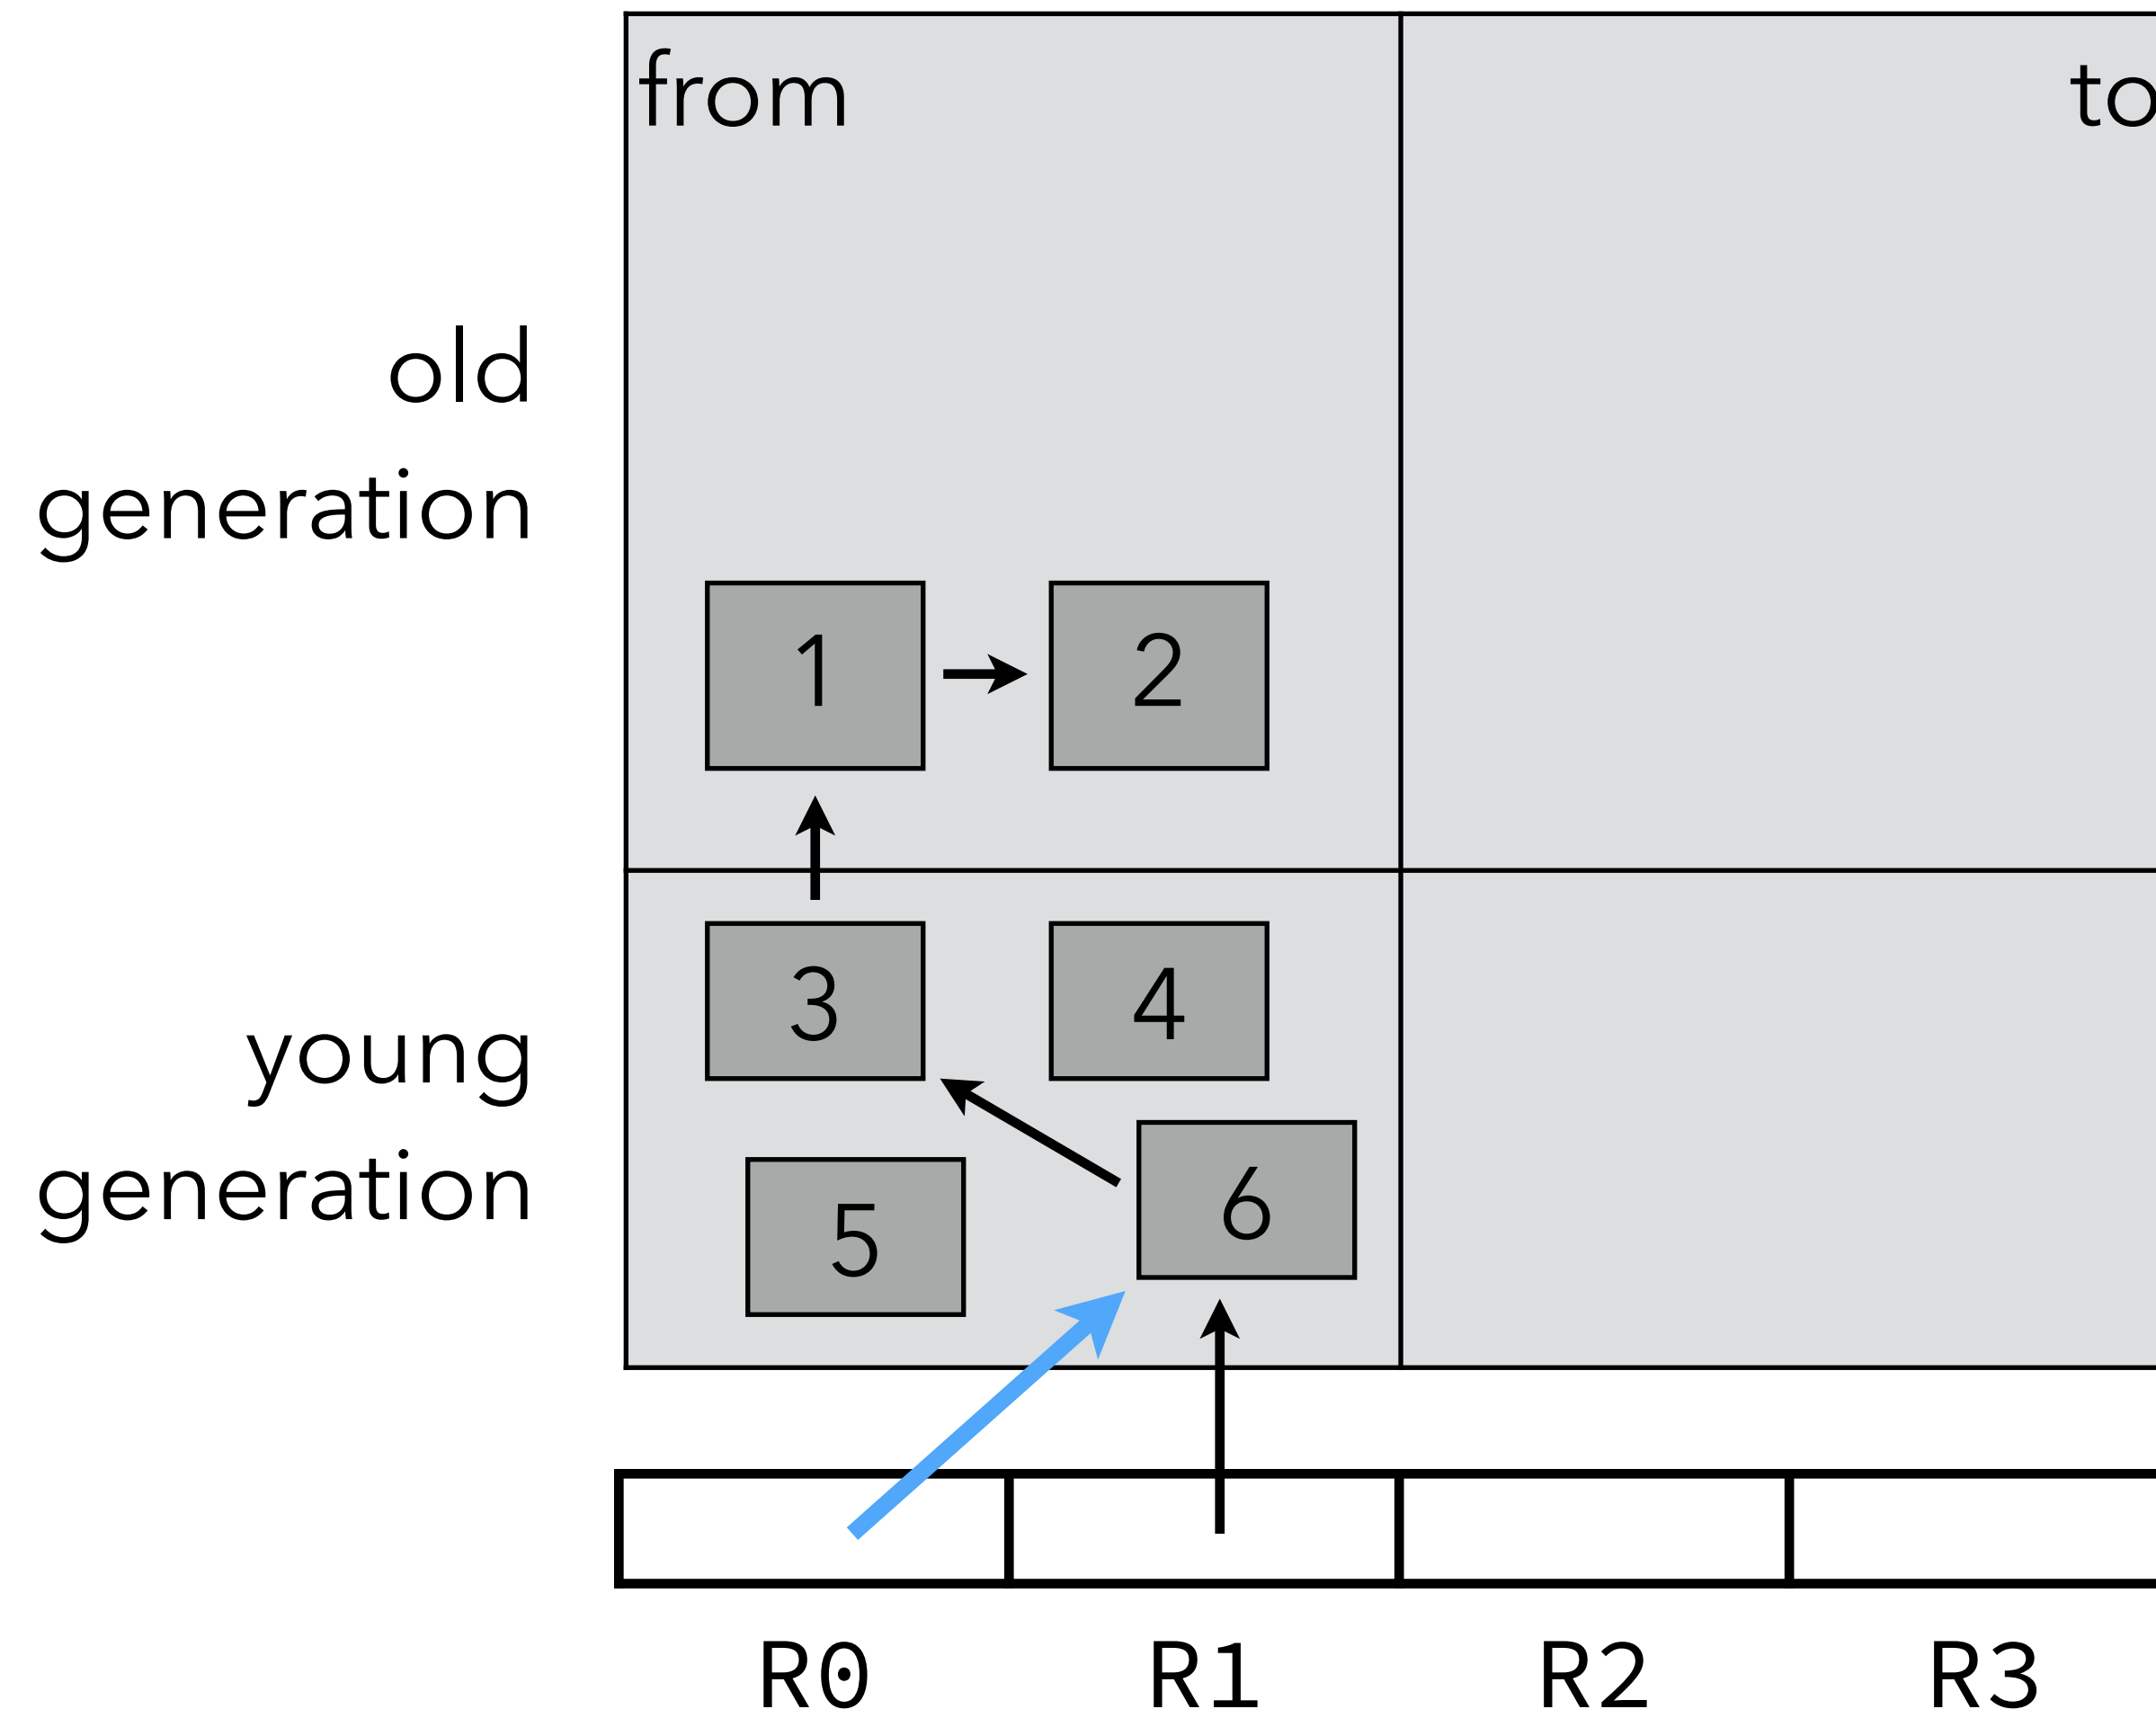 from
to
old
generation
1
2
3
4
young
generation
5
6
R0
R1
R2
R3